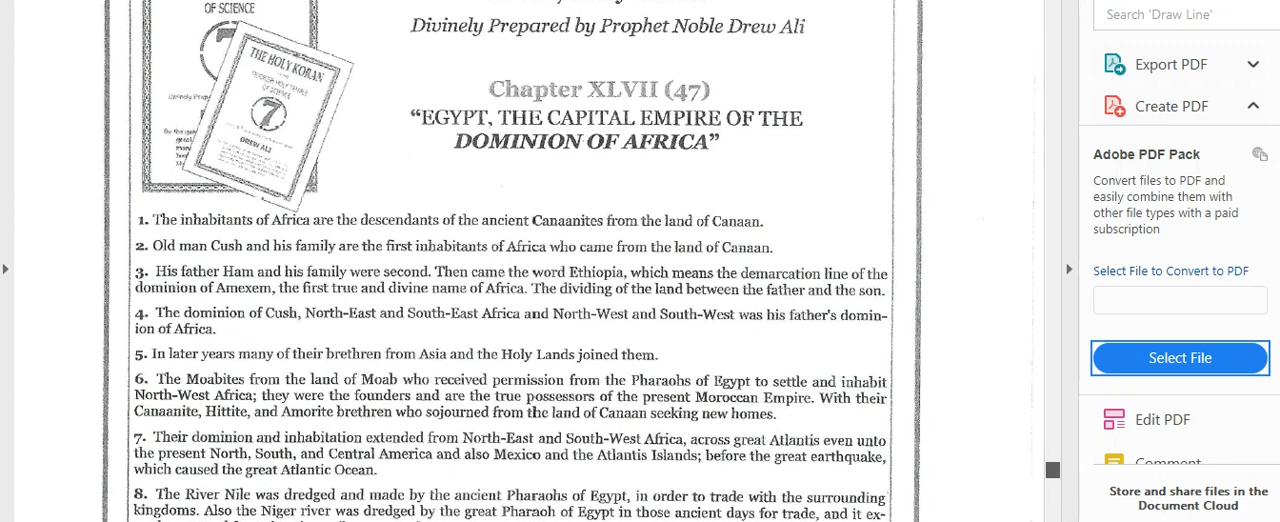 OF SCIENCE
THE HOLY KORAN
OF SCIENCE
7
DREW ALI
Divinely Prepared by Prophet Noble Drew Ali
Chapter XLVII (47)
“EGYPT, THE CAPITAL EMPIRE OF THE
DOMINION OF AFRICA”
1. The inhabitants of Africa are the descendants of the ancient Canaanites from the land of Canaan.
2. Old man Cush and his family are the first inhabitants of Africa who came from the land of Canaan.
3. His father Ham and his family were second. Then came the word Ethiopia, which means the demarcation line of the
dominion of Amexem, the first true and divine name of Africa. The dividing of the land between the father and the son.
4. The dominion of Cush, North-East and South-East Africa and North-West and South-West was his father's domin-
ion of Africa.
5. In later years many of their brethren from Asia and the Holy Lands joined them.
6. The Moabites from the land of Moab who received permission from the Pharaohs of Egypt to settle and inhabit
North-West Africa; they were the founders and are the true possessors of the present Moroccan Empire. With their
Canaanite, Hittite, and Amorite brethren who sojourned from the land of Canaan seeking new homes.
7. Their dominion and inhabitation extended from North-East and South-West Africa, across great Atlantis even unto
the present North, South, and Central America and also Mexico and the Atlantis Islands; before the great earthquake,
which caused the great Atlantic Ocean.
8. The River Nile was dredged and made by the ancient Pharaohs of Egypt, in order to trade with the surrounding
kingdoms. Also the Niger river was dredged by the great Pharaoh of Egypt in those ancient days for trade, and it ex-
Search 'Draw Line'
Export PDF
Create PDF
Adobe PDF Pack
Convert files to PDF and
easily combine them with
other file types with a paid
subscription
Select File to Convert to PDF
Select File
Edit PDF
Comment
Store and share files in the
Document Cloud